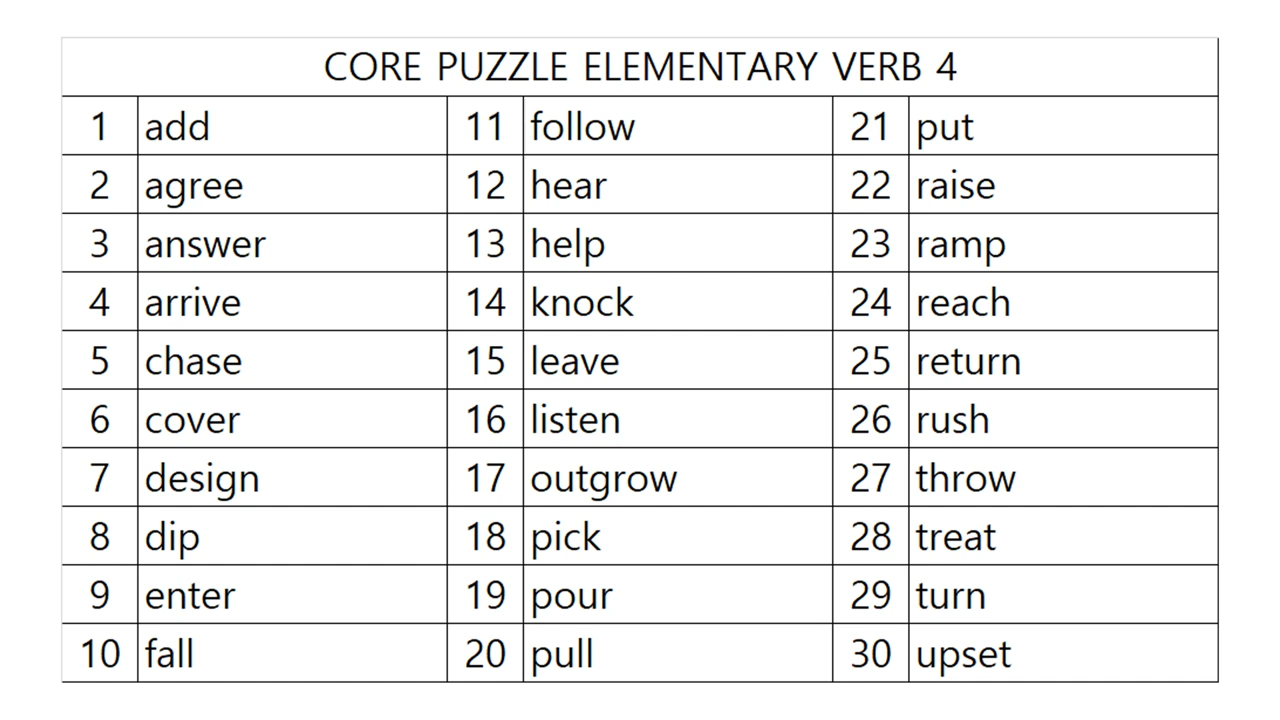 CORE PUZZLE ELEMENTARY VERB 4
1 add 11 follow 21 put
2 agree 12 hear 22 raise
3 answer 13 help 23 ramp
4 arrive 14 knock 24 reach
5 chase 15 leave 25 return
6 cover 16 listen 26 rush
7 design 17 outgrow 27 throw
8 dip 18 pick 28 treat
9 enter 19 pour 29 turn
10 fall 20 pull 30 upset